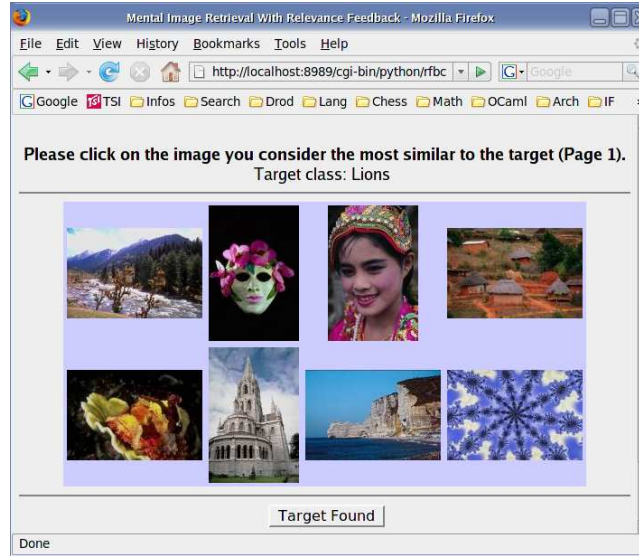 Mental Image Retrieval With Relevance Feedback - Mozilla Firefox
File Edit View History Bookmarks Tools Help
http://localhost:8989/cgi-bin/python/rfbc G Google
Google TSI Infos Search Drod Lang Chess Math OCaml Arch IF
Please click on the image you consider the most similar to the target (Page 1).
Target class: Lions
Target Found
Done